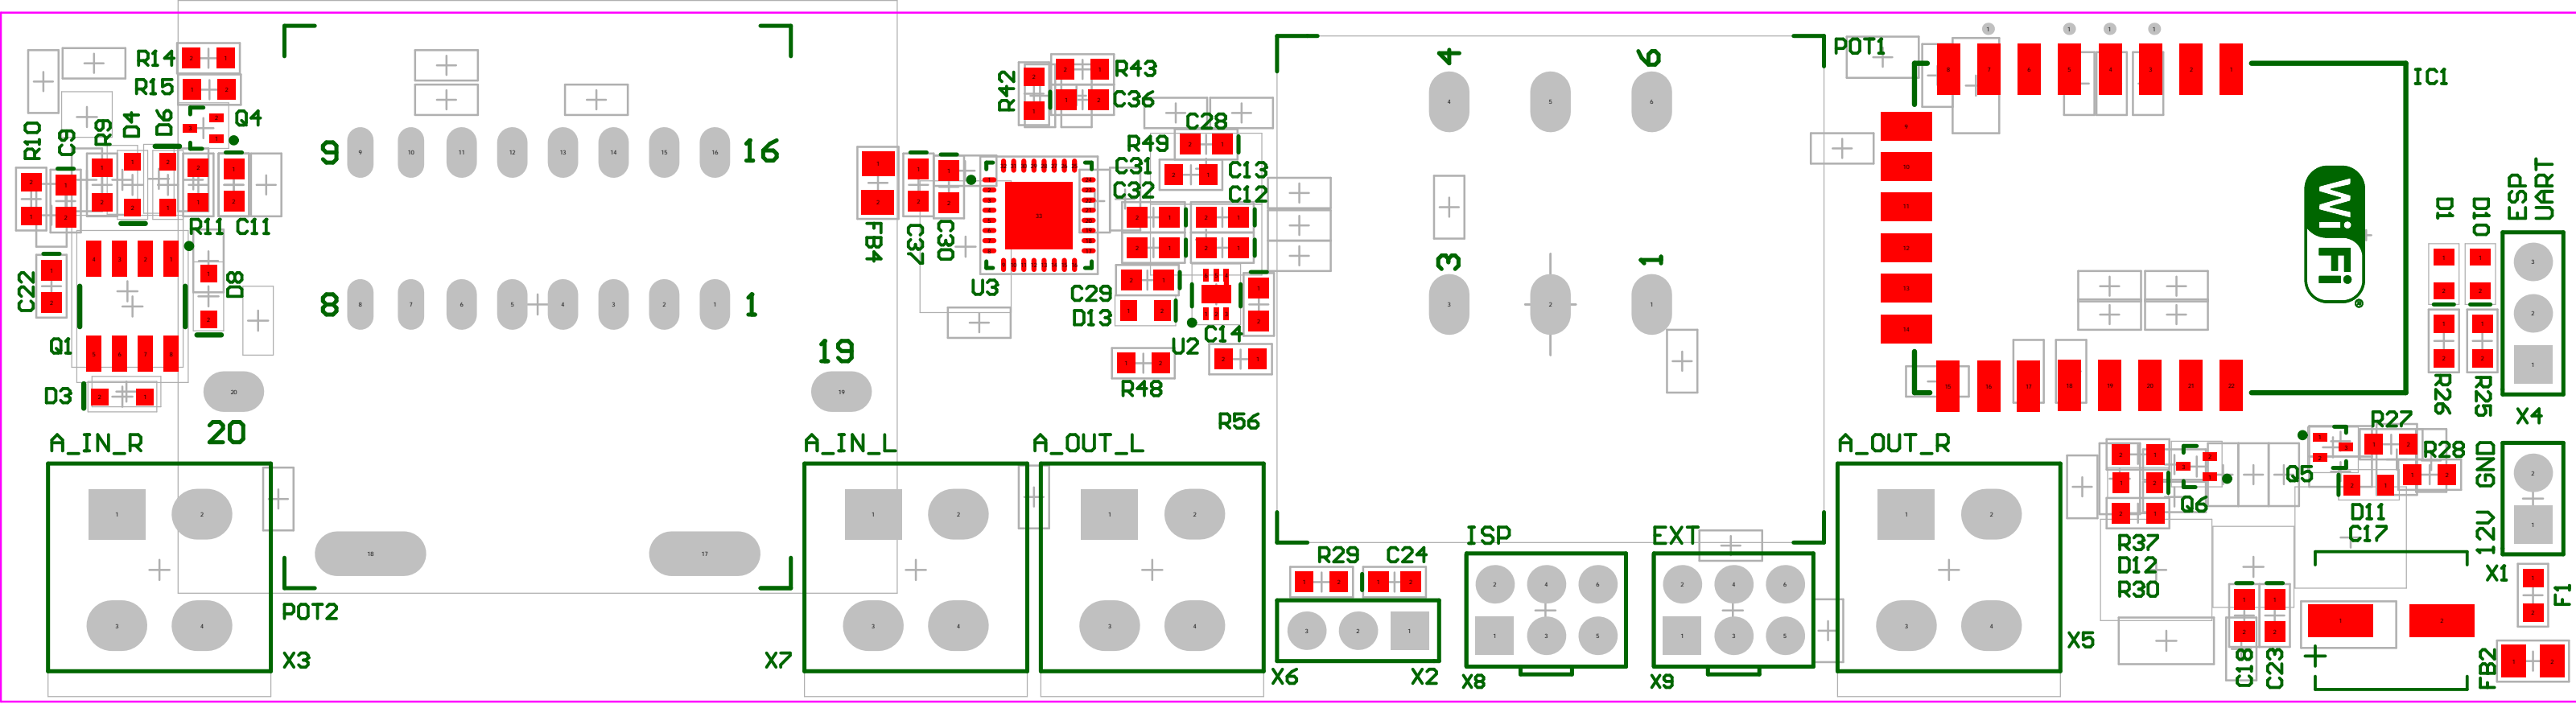 R14
R15
Q4
R10
C9
R9
D4
D6
R11
C11
C22
Q1
D8
D3
9
16
8
1
19
20
POT2
A_IN_R
X3
A_IN_L
X7
A_OUT_L
X6
R42
R43
C36
C28
R49
C31
C32
C13
C12
FB4
C37
C30
U3
C29
D13
C14
U2
R48
R56
4
6
3
1
POT1
IC1
WiFi®
D1
D10
ESP
UART
R26
R25
X4
R27
R28
Q5
Q6
D11
C17
R37
D12
R30
12V GND
X1
F1
FB2
C18
C23
+
A_OUT_R
X5
R29
C24
X2
ISP
X8
EXT
X9